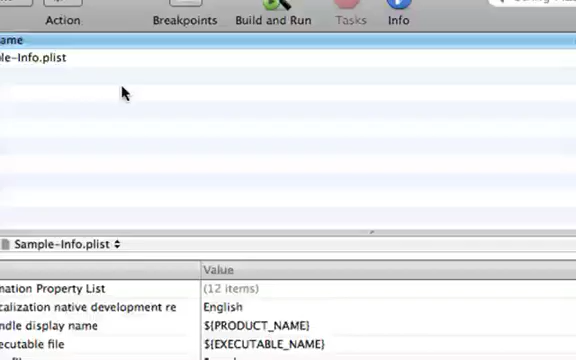 Action Breakpoints Build and Run Tasks Info
ame
le-Info.plist
Sample-Info.plist
Value
nation Property List (12 items)
calization native development re English
ndle display name ${PRODUCT_NAME}
ecutable file ${EXECUTABLE_NAME}